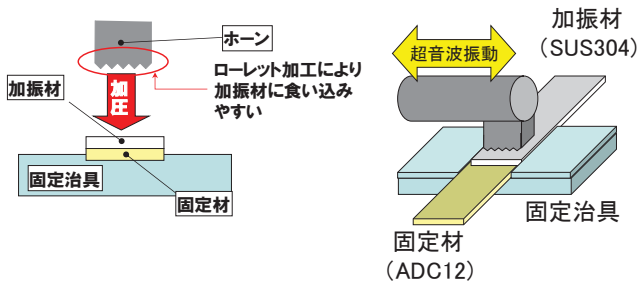 ホーン
ローレット加工により
加振材に食い込み
やすい
加圧
加振材
固定治具
固定材
加振材
（SUS304）
超音波振動
固定治具
固定材
（ADC12）